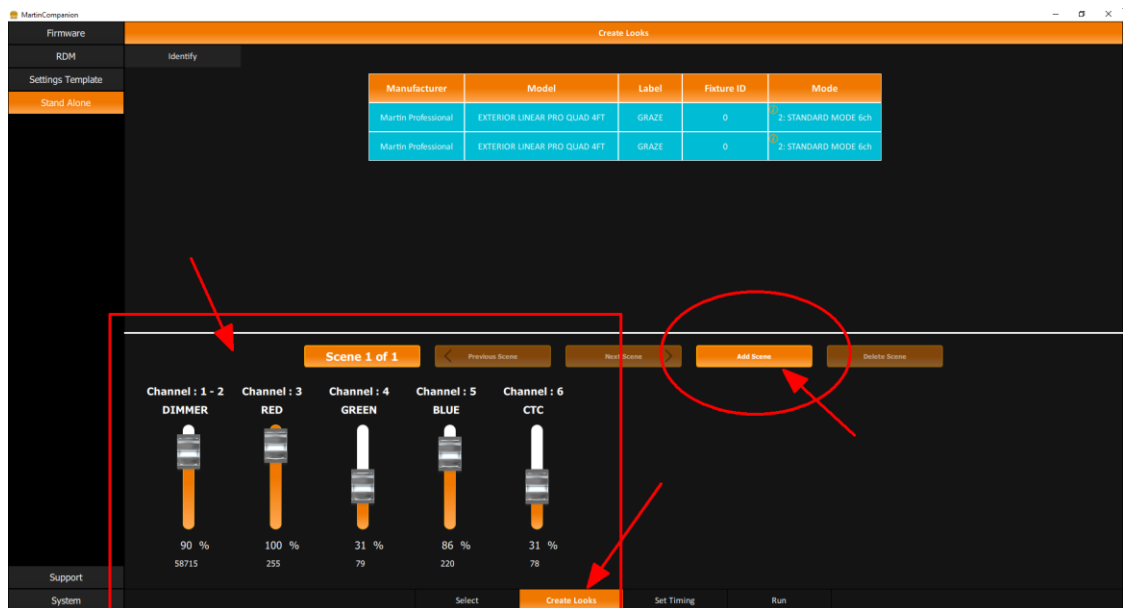 MartinCompanion
Firmware
RDM
Settings Template
Stand Alone
Support
System
Create Looks
Identify
Manufacturer Model Label Fixture ID Mode
Martin Professional EXTERIOR LINEAR PRO QUAD 4FT GRAZE 0 2: STANDARD MODE 6ch
Martin Professional EXTERIOR LINEAR PRO QUAD 4FT GRAZE 0 2: STANDARD MODE 6ch
Scene 1 of 1 Previous Scene Next Scene Add Scene Delete Scene
Channel : 1 - 2 Channel : 3 Channel : 4 Channel : 5 Channel : 6
DIMMER RED GREEN BLUE CTC
90 % 100 % 31 % 86 % 31 %
58715 255 79 220 78
Select Create Looks Set Timing Run